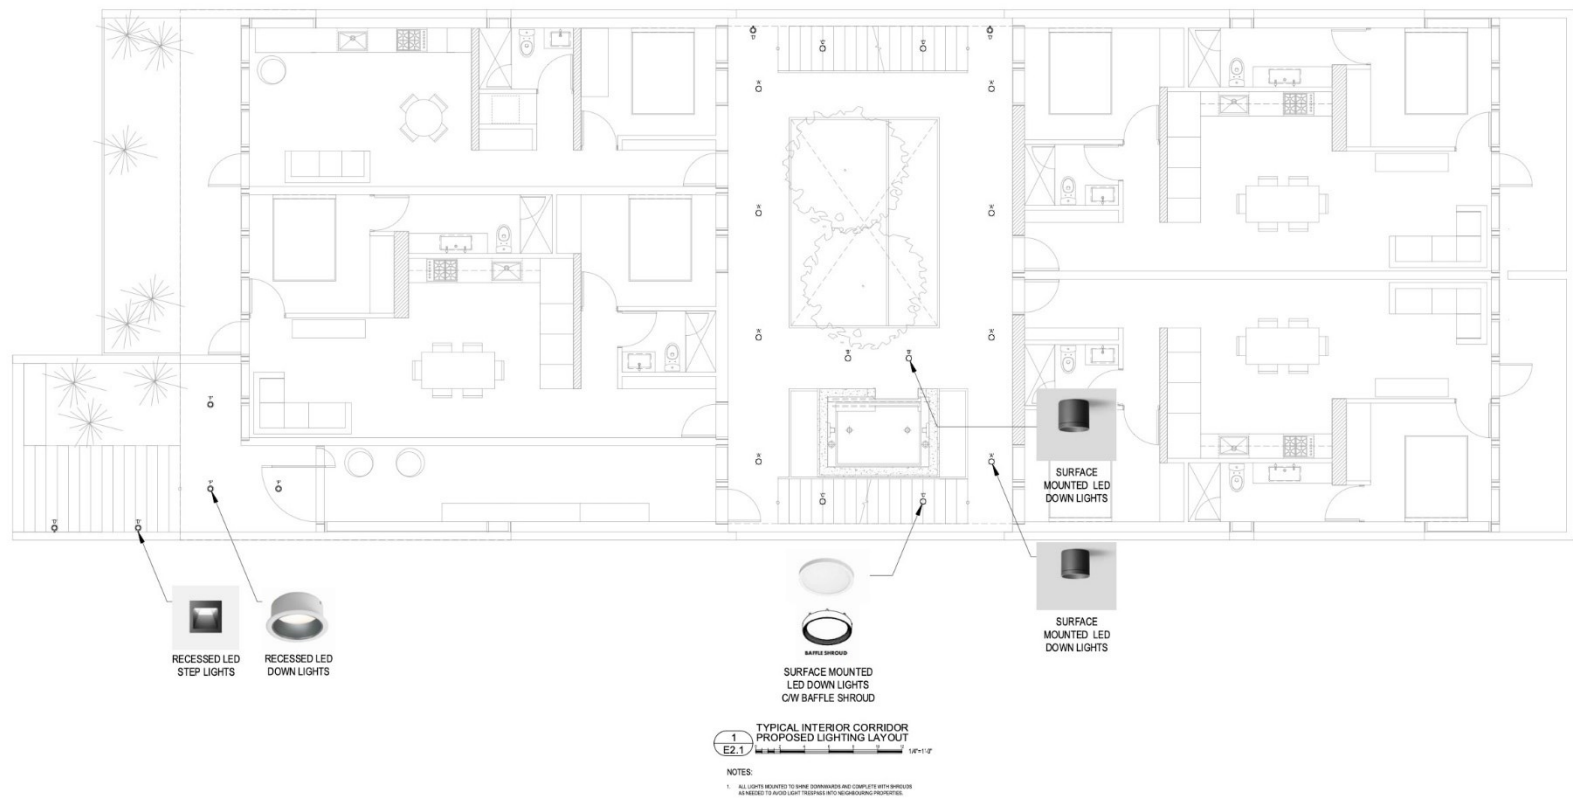 SURFACE
MOUNTED LED
DOWN LIGHTS
RECESSED LED
STEP LIGHTS
RECESSED LED
DOWN LIGHTS
BAFFLE SHROUD
SURFACE MOUNTED
LED DOWN LIGHTS
C/W BAFFLE SHROUD
SURFACE
MOUNTED LED
DOWN LIGHTS
1
E2.1
TYPICAL INTERIOR CORRIDOR
PROPOSED LIGHTING LAYOUT
1/4"=1'-0"
NOTES:
1. ALL LIGHTS MOUNTED TO SHINE DOWNWARDS AND COMPLETE WITH SHROUDS
AS NEEDED TO AVOID LIGHT TRESPASS INTO NEIGHBOURING PROPERTIES.